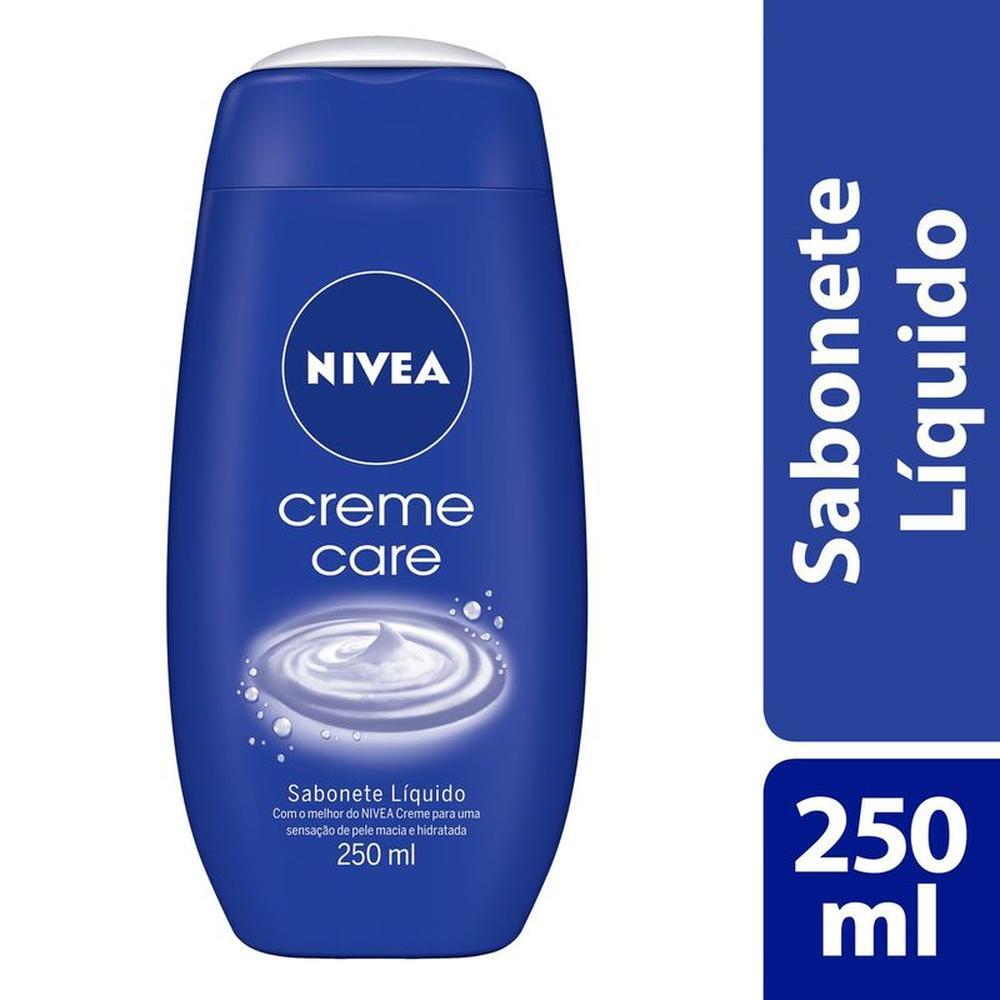 NIVEA
creme
care
Sabonete Líquido
Com o melhor do NIVEA Creme para uma
sensação de pele macia e hidratada
250 ml
Sabonete
Líquido
250
ml